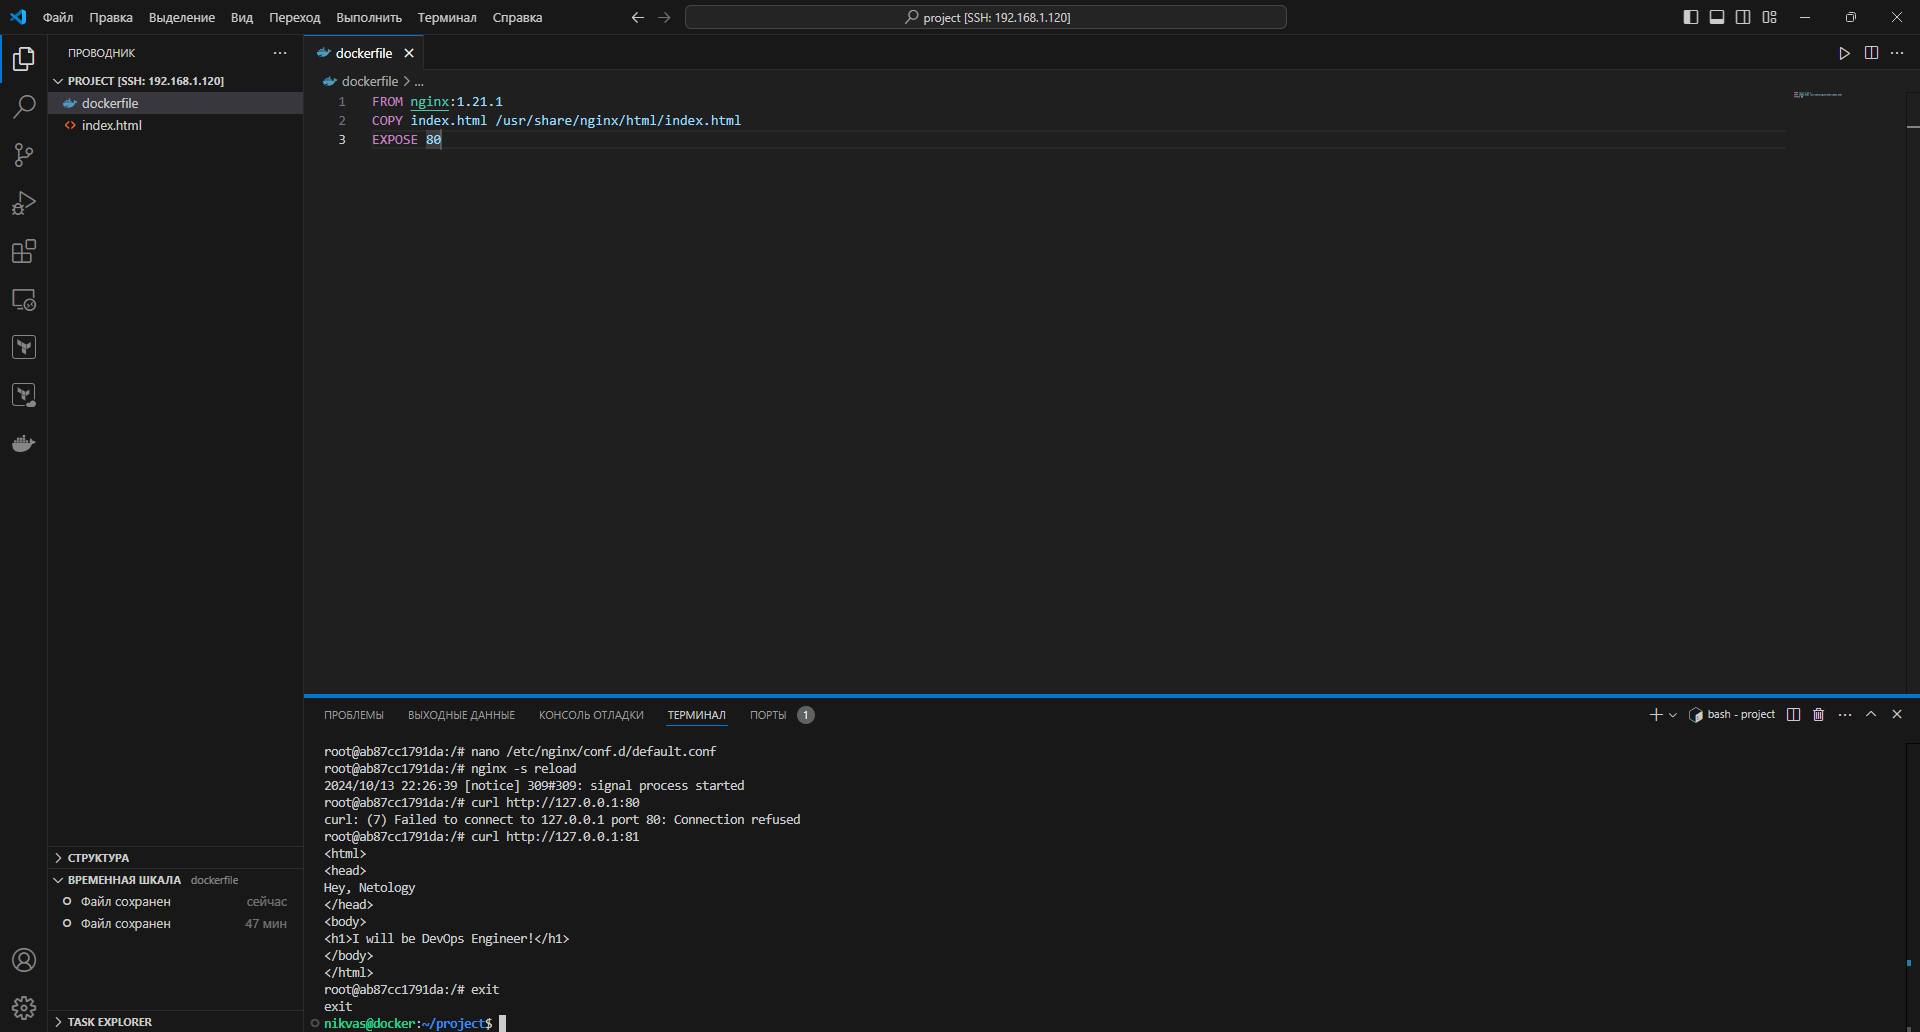 Файл Правка Выделение Вид Переход Выполнить Терминал Справка
project [SSH: 192.168.1.120]
ПРОВОДНИК
PROJECT [SSH: 192.168.1.120]
dockerfile
index.html
dockerfile
dockerfile > ...
1 FROM nginx:1.21.1
2 COPY index.html /usr/share/nginx/html/index.html
3 EXPOSE 80
ПРОБЛЕМЫ ВЫХОДНЫЕ ДАННЫЕ КОНСОЛЬ ОТЛАДКИ ТЕРМИНАЛ ПОРТЫ 1
bash - project
root@ab87cc1791da:/# nano /etc/nginx/conf.d/default.conf
root@ab87cc1791da:/# nginx -s reload
2024/10/13 22:26:39 [notice] 309#309: signal process started
root@ab87cc1791da:/# curl http://127.0.0.1:80
curl: (7) Failed to connect to 127.0.0.1 port 80: Connection refused
root@ab87cc1791da:/# curl http://127.0.0.1:81
<html>
<head>
Hey, Netology
</head>
<body>
<h1>I will be DevOps Engineer!</h1>
</body>
</html>
root@ab87cc1791da:/# exit
exit
nikvas@docker:~/project$
СТРУКТУРА
ВРЕМЕННАЯ ШКАЛА dockerfile
Файл сохранен сейчас
Файл сохранен 47 мин
TASK EXPLORER